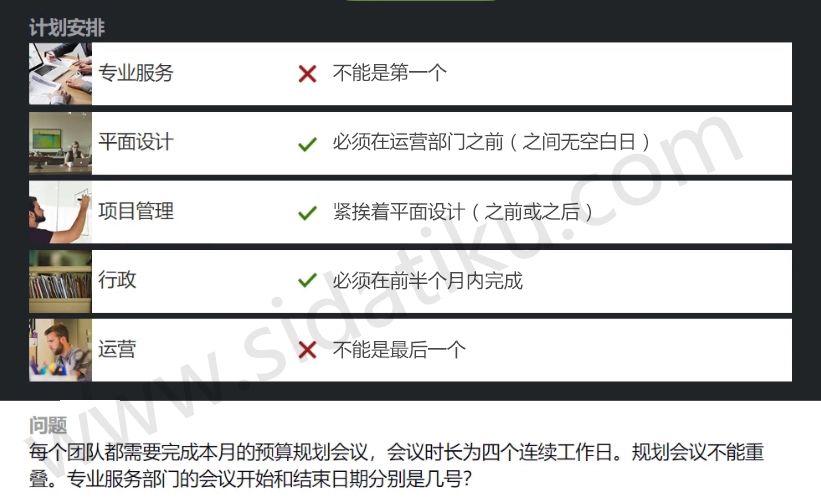 计划安排
专业服务 不能是第一个
平面设计 必须在运营部门之前（之间无空白日）
项目管理 紧挨着平面设计（之前或之后）
行政 必须在前半个月内完成
运营 不能是最后一个
www.sidatiku.com
问题
每个团队都需要完成本月的预算规划会议，会议时长为四个连续工作日。规划会议不能重
叠。专业服务部门的会议开始和结束日期分别是几号？